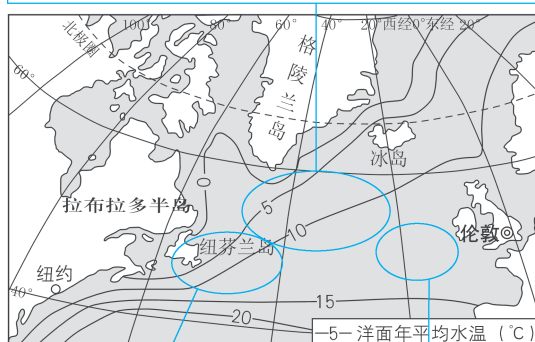 100°
80°
60°
40°
20°西经0°东经 20°
北极圈
60°
格陵兰岛
冰岛
0
5
10
拉布拉多半岛
纽芬兰岛
伦敦
纽约
40°
15
20
—5—洋面年平均水温（℃）